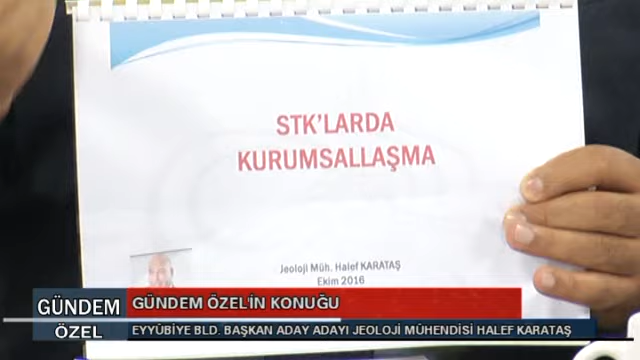 STK'LARDA
KURUMSALLAŞMA
Jeoloji Müh. Halef KARATAŞ
Ekim 2016
GÜNDEM
ÖZEL
GÜNDEM ÖZEL'İN KONUĞU
EYYÜBİYE BLD. BAŞKAN ADAY ADAYI JEOLOJİ MÜHENDİSİ HALEF KARATAŞ